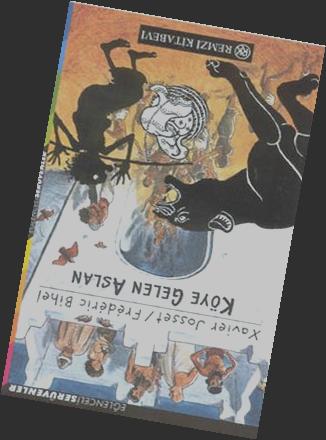 EĞLENCELİ SERÜVENLER
Xavier Josset / Frédéric Bihel
KÖYE GELEN ASLAN
REMZİ KİTABEVİ